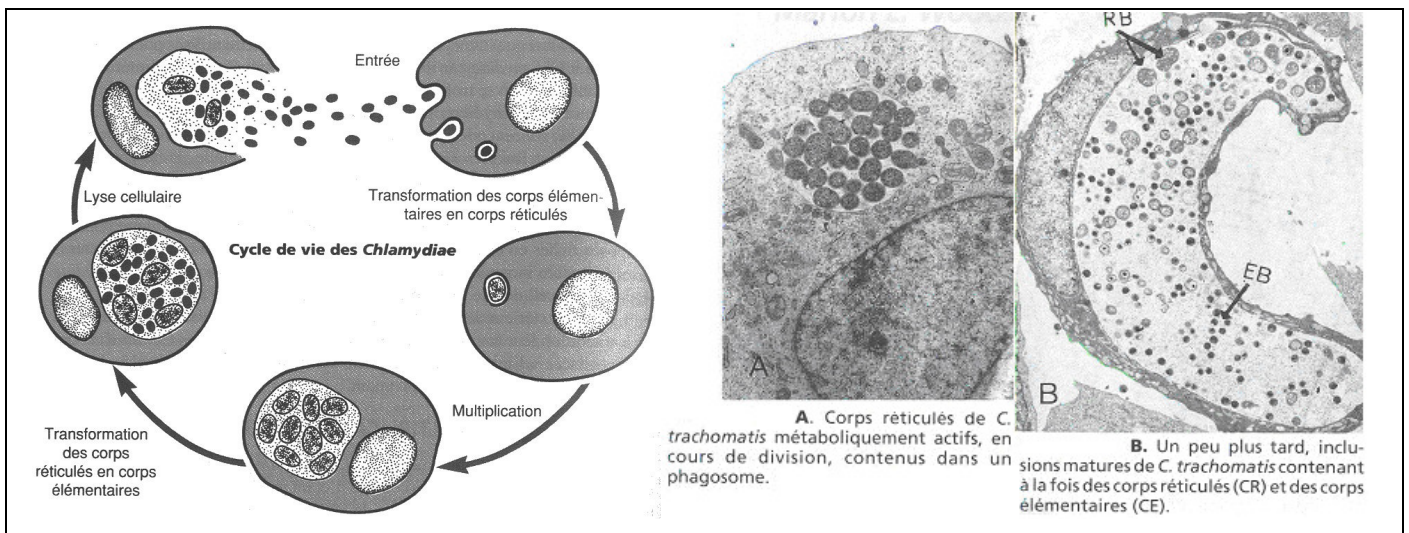 Entrée
Lyse cellulaire
Transformation des corps élémen-
taires en corps réticulés
Cycle de vie des Chlamydiae
Multiplication
Transformation
des corps
réticulés en corps
élémentaires
A
A. Corps réticulés de C.
trachomatis métaboliquement actifs, en
cours de division, contenus dans un
phagosome.
RB
EB
B
B. Un peu plus tard, inclu-
sions matures de C. trachomatis contenant
à la fois des corps réticulés (CR) et des corps
élémentaires (CE).